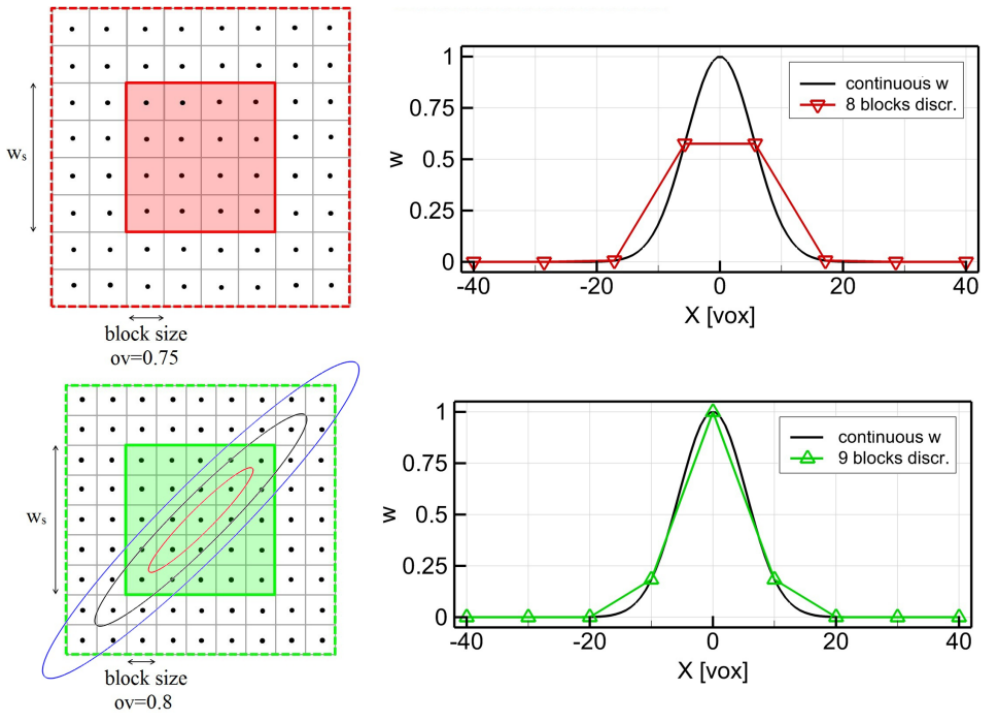 wₛ
block size
ov=0.75
1
0.75
0.5
0.25
0
w
-40
-20
0
20
40
X [vox]
continuous w
8 blocks discr.
wₛ
block size
ov=0.8
1
0.75
0.5
0.25
0
w
-40
-20
0
20
40
X [vox]
continuous w
9 blocks discr.